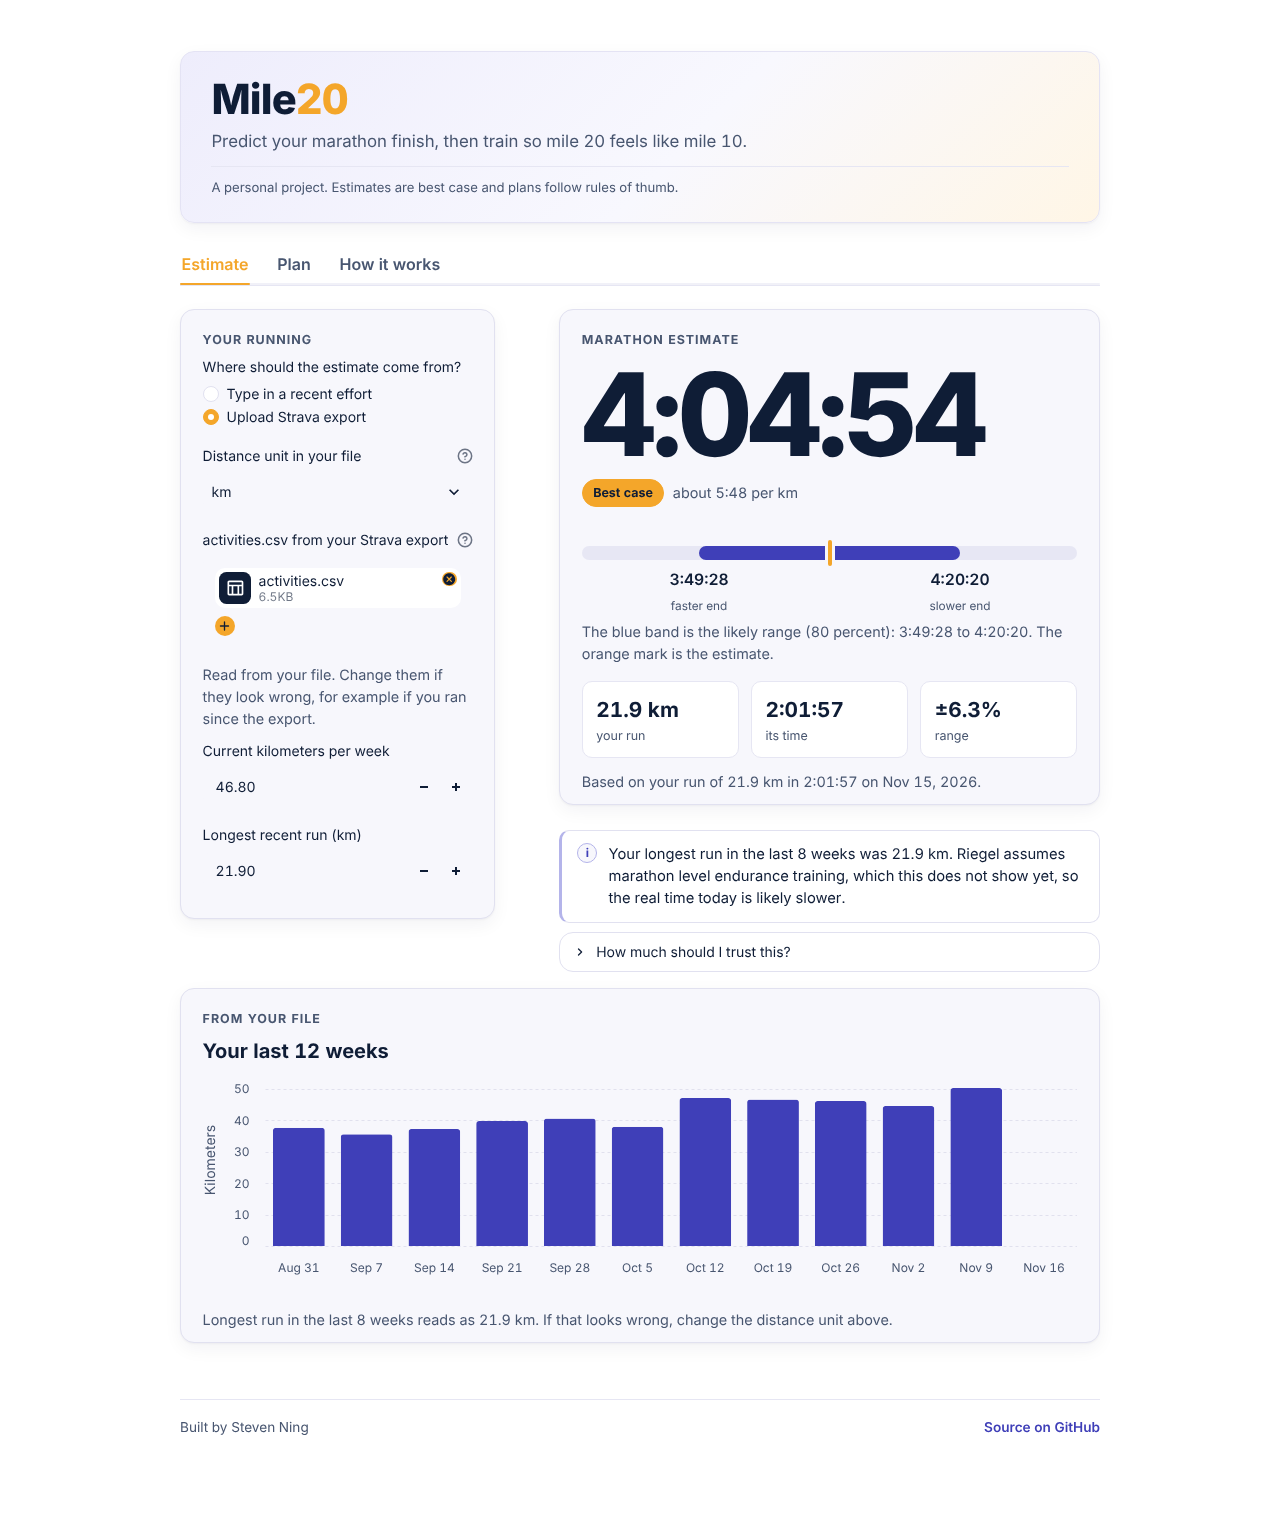 Mile20
Predict your marathon finish, then train so mile 20 feels like mile 10.
A personal project. Estimates are best case and plans follow rules of thumb.
Estimate
Plan
How it works
YOUR RUNNING
Where should the estimate come from?
Type in a recent effort
Upload Strava export
Distance unit in your file
km
activities.csv from your Strava export
activities.csv
6.5KB
Read from your file. Change them if
they look wrong, for example if you ran
since the export.
Current kilometers per week
46.80
Longest recent run (km)
21.90
MARATHON ESTIMATE
4:04:54
Best case
about 5:48 per km
3:49:28
4:20:20
faster end
slower end
The blue band is the likely range (80 percent): 3:49:28 to 4:20:20. The
orange mark is the estimate.
21.9 km
your run
2:01:57
its time
±6.3%
range
Based on your run of 21.9 km in 2:01:57 on Nov 15, 2026.
Your longest run in the last 8 weeks was 21.9 km. Riegel assumes
marathon level endurance training, which this does not show yet, so
the real time today is likely slower.
How much should I trust this?
FROM YOUR FILE
Your last 12 weeks
Kilometers
50
40
30
20
10
0
Aug 31
Sep 7
Sep 14
Sep 21
Sep 28
Oct 5
Oct 12
Oct 19
Oct 26
Nov 2
Nov 9
Nov 16
Longest run in the last 8 weeks reads as 21.9 km. If that looks wrong, change the distance unit above.
Built by Steven Ning
Source on GitHub